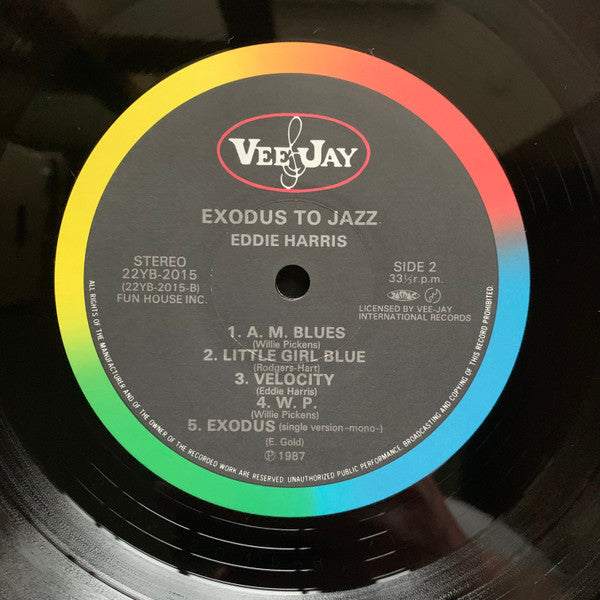 VEE JAY
EXODUS TO JAZZ
EDDIE HARRIS
STEREO
22YB-2015
(22YB-2015-B)
FUN HOUSE INC.
SIDE 2
33⅓r.p.m.
JASRAC
LICENSED BY VEE-JAY
INTERNATIONAL RECORDS
1. A. M. BLUES
(Willie Pickens)
2. LITTLE GIRL BLUE
(Rodgers-Hart)
3. VELOCITY
(Eddie Harris)
4. W. P.
(Willie Pickens)
5. EXODUS (single version-mono-)
(E. Gold)
Ⓟ 1987
ALL RIGHTS OF THE MANUFACTURER AND OF THE OWNER OF THE RECORDED WORK ARE RESERVED. UNAUTHORIZED PUBLIC PERFORMANCE, BROADCASTING AND COPYING OF THIS RECORD PROHIBITED.